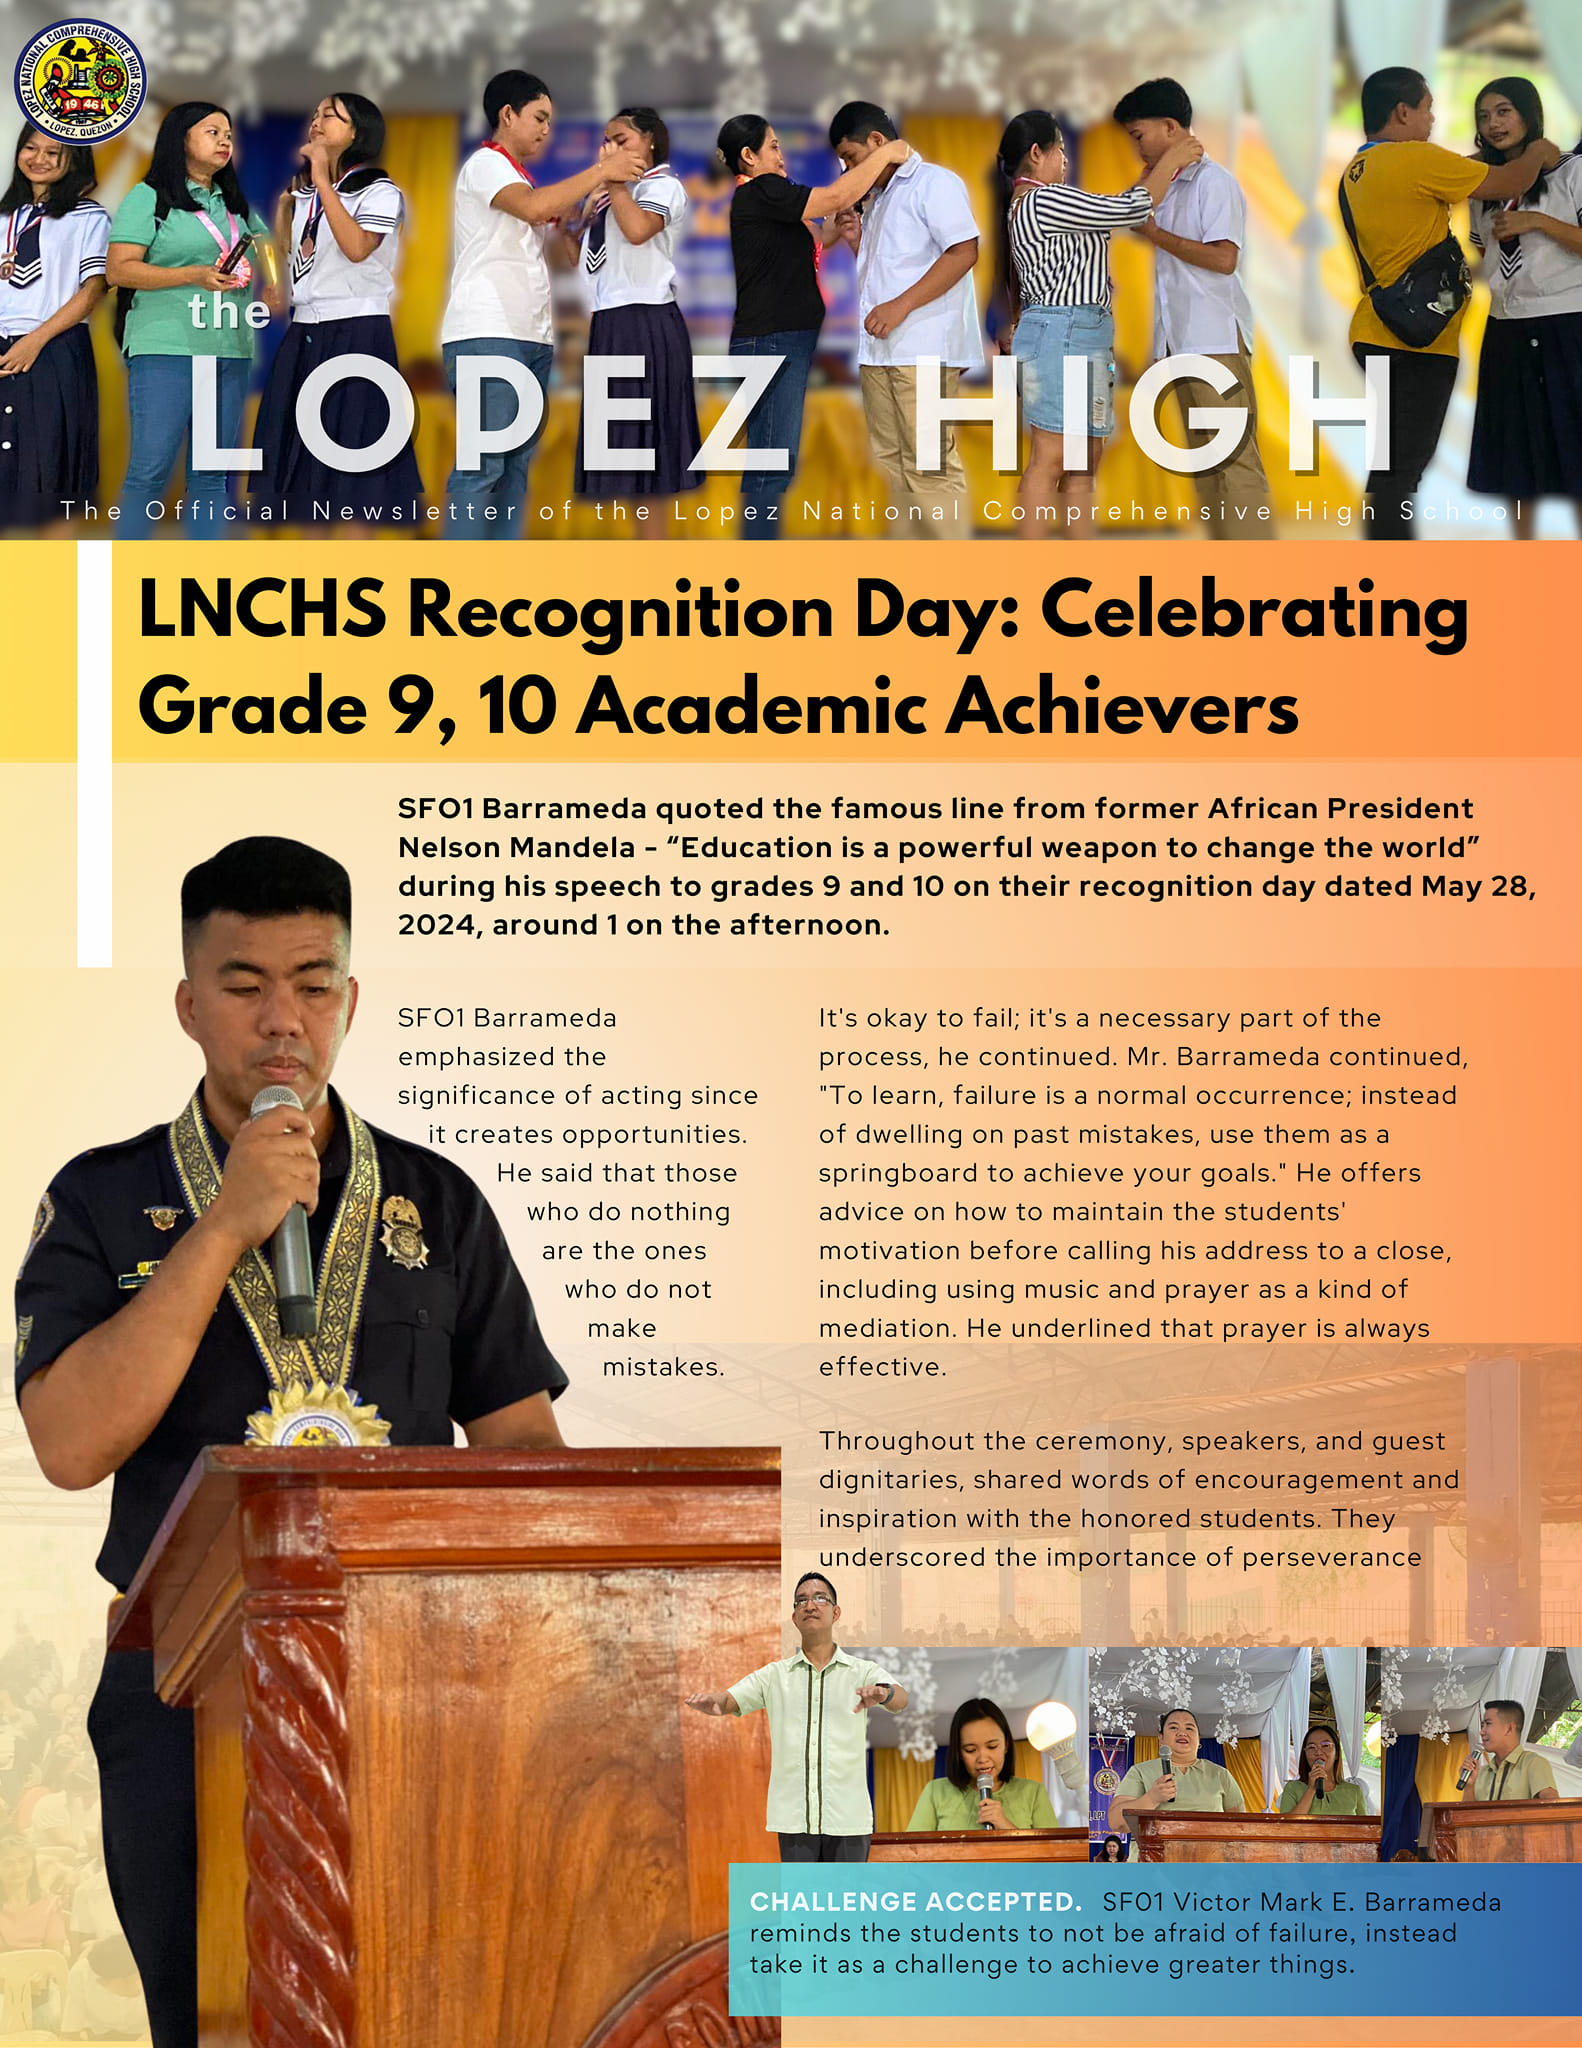 LOPEZ NATIONAL COMPREHENSIVE HIGH SCHOOL
1946
• LOPEZ, QUEZON •
the
LOPEZ HIGH
The Official Newsletter of the Lopez National Comprehensive High School
LNCHS Recognition Day: Celebrating
Grade 9, 10 Academic Achievers
SFO1 Barrameda quoted the famous line from former African President
Nelson Mandela - “Education is a powerful weapon to change the world”
during his speech to grades 9 and 10 on their recognition day dated May 28,
2024, around 1 on the afternoon.
SFO1 Barrameda
emphasized the
significance of acting since
it creates opportunities.
He said that those
who do nothing
are the ones
who do not
make
mistakes.
It's okay to fail; it's a necessary part of the
process, he continued. Mr. Barrameda continued,
"To learn, failure is a normal occurrence; instead
of dwelling on past mistakes, use them as a
springboard to achieve your goals." He offers
advice on how to maintain the students'
motivation before calling his address to a close,
including using music and prayer as a kind of
mediation. He underlined that prayer is always
effective.
Throughout the ceremony, speakers, and guest
dignitaries, shared words of encouragement and
inspiration with the honored students. They
underscored the importance of perseverance
LPT
CHALLENGE ACCEPTED. SFO1 Victor Mark E. Barrameda
reminds the students to not be afraid of failure, instead
take it as a challenge to achieve greater things.